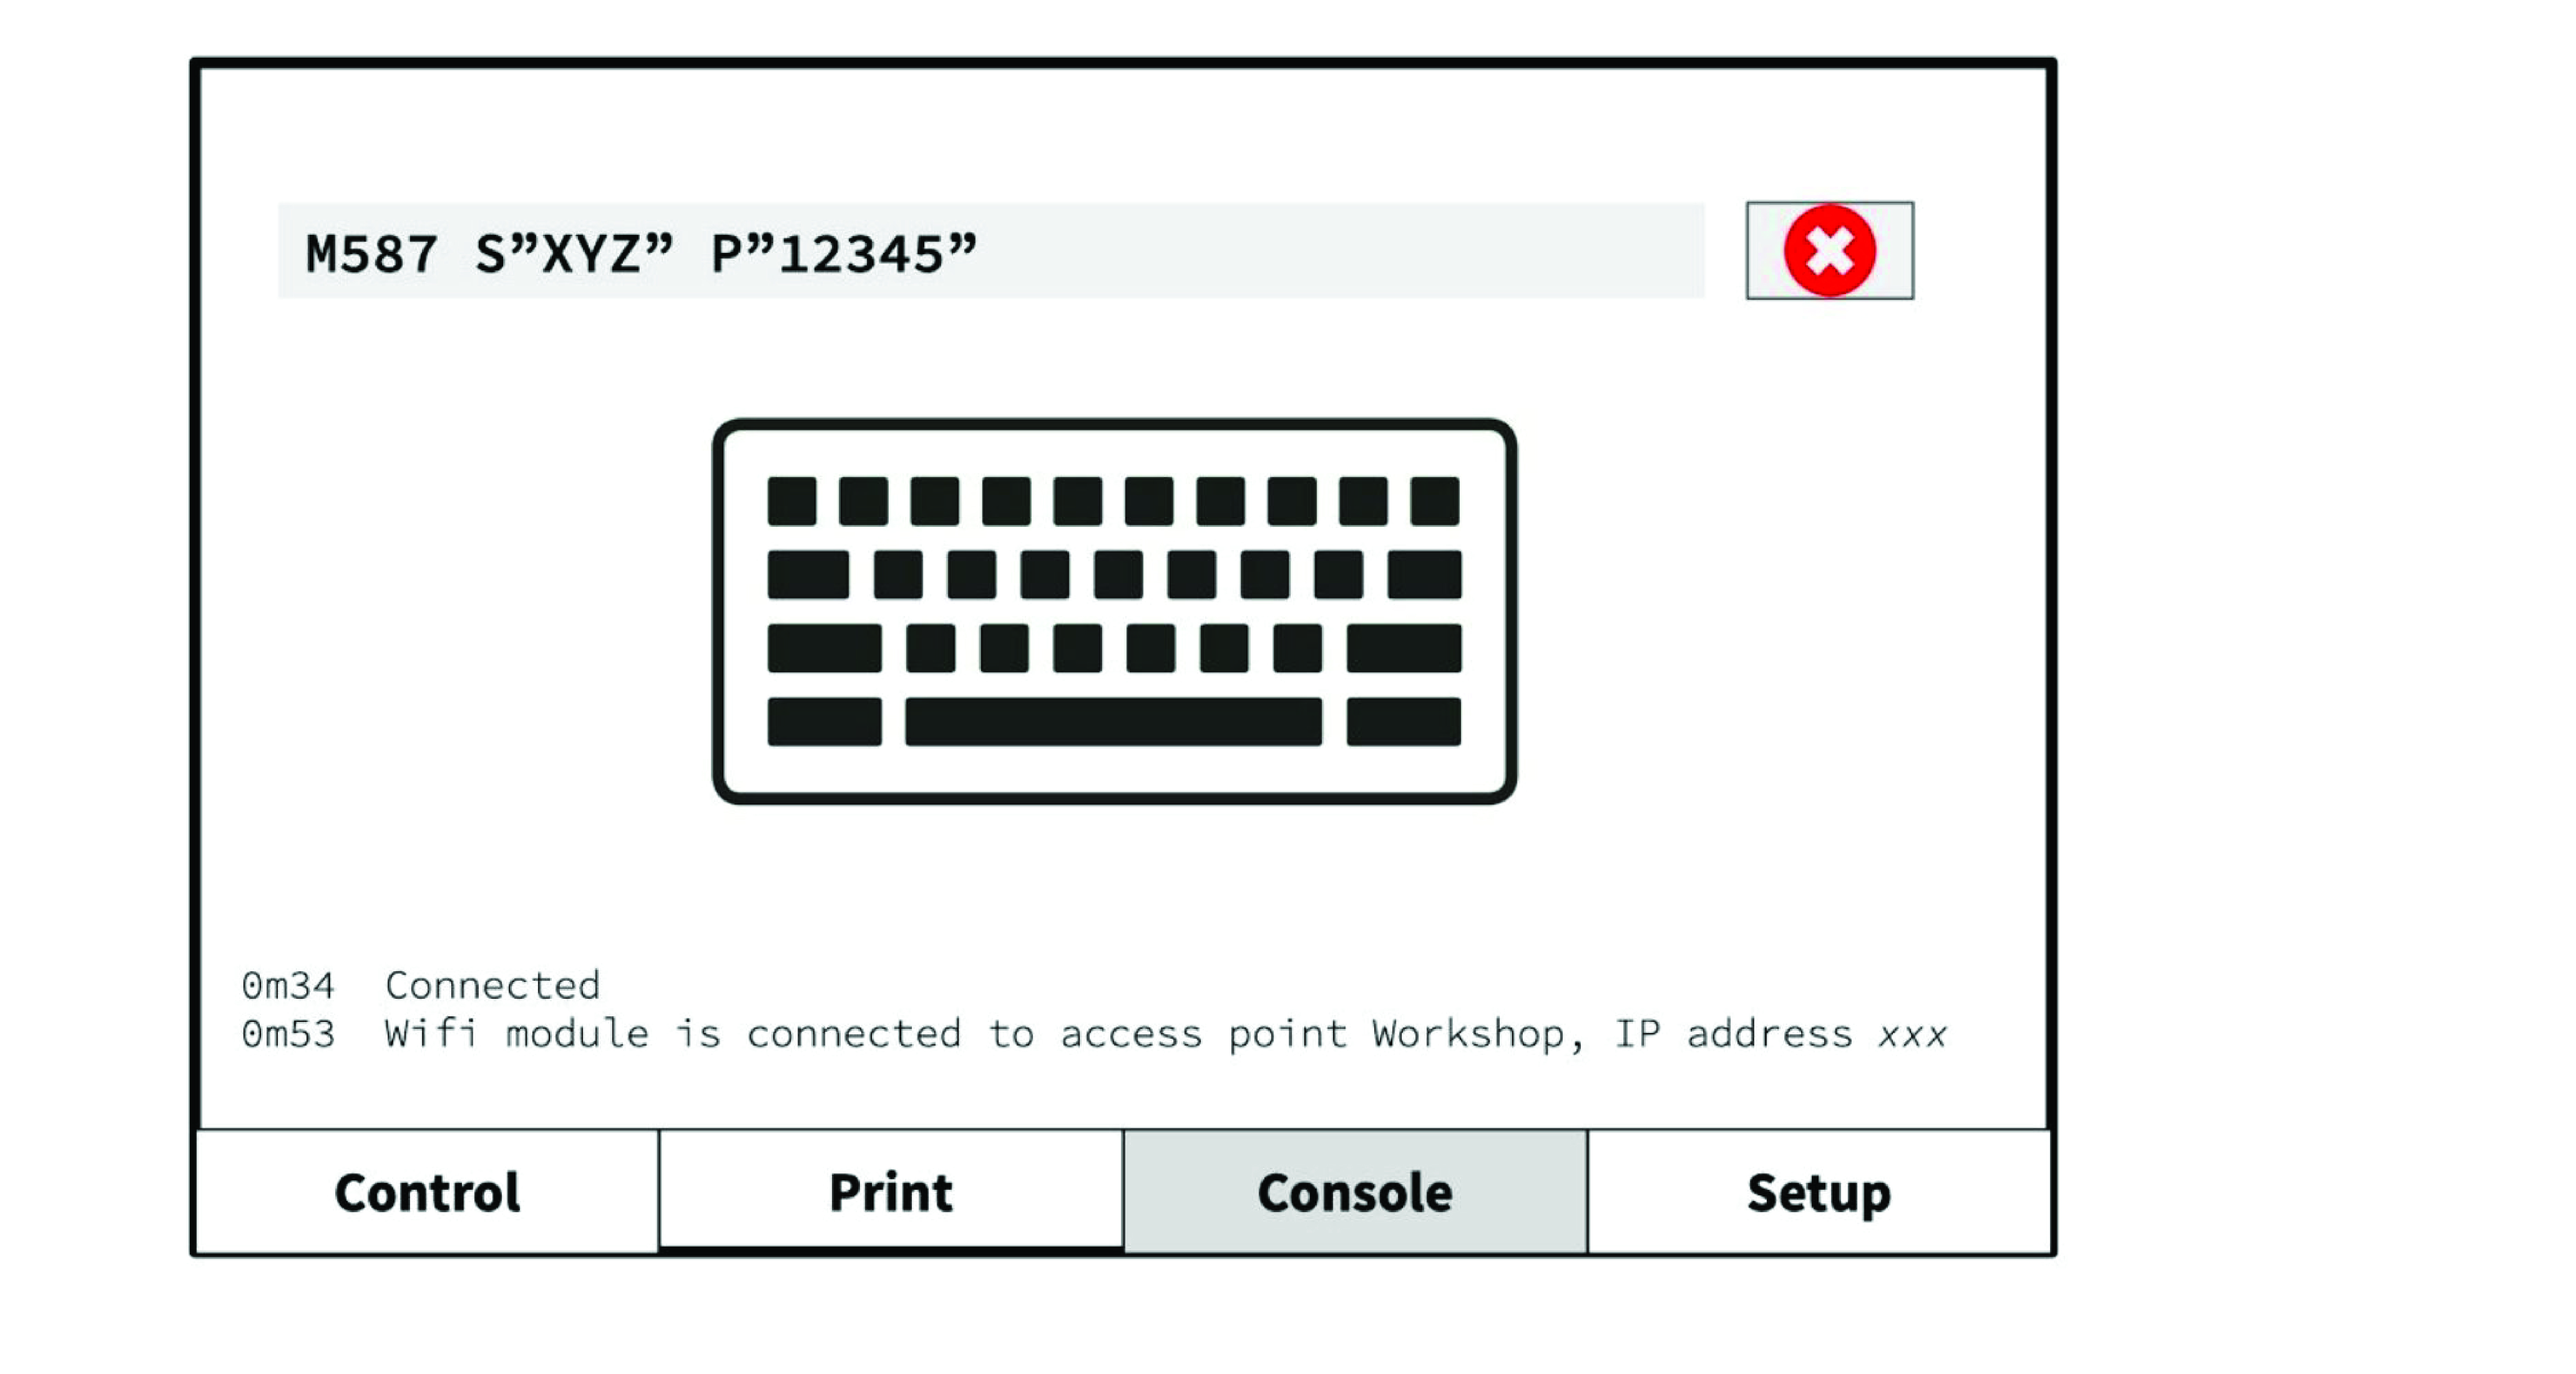 M587 S”XYZ” P”12345”
0m34 Connected
0m53 Wifi module is connected to access point Workshop, IP address xxx
Control Print Console Setup